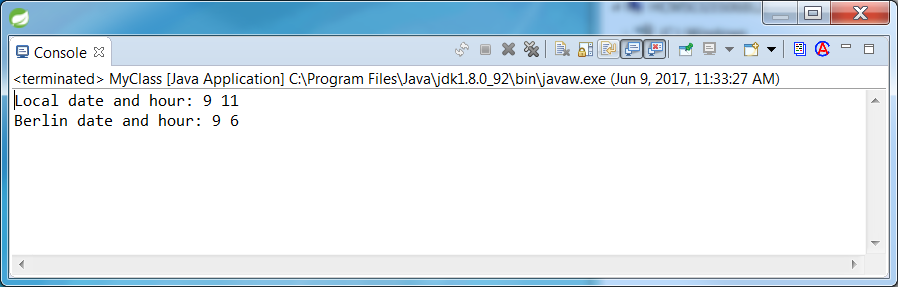 Console
<terminated> MyClass [Java Application] C:\Program Files\Java\jdk1.8.0_92\bin\javaw.exe (Jun 9, 2017, 11:33:27 AM)
Local date and hour: 9 11
Berlin date and hour: 9 6